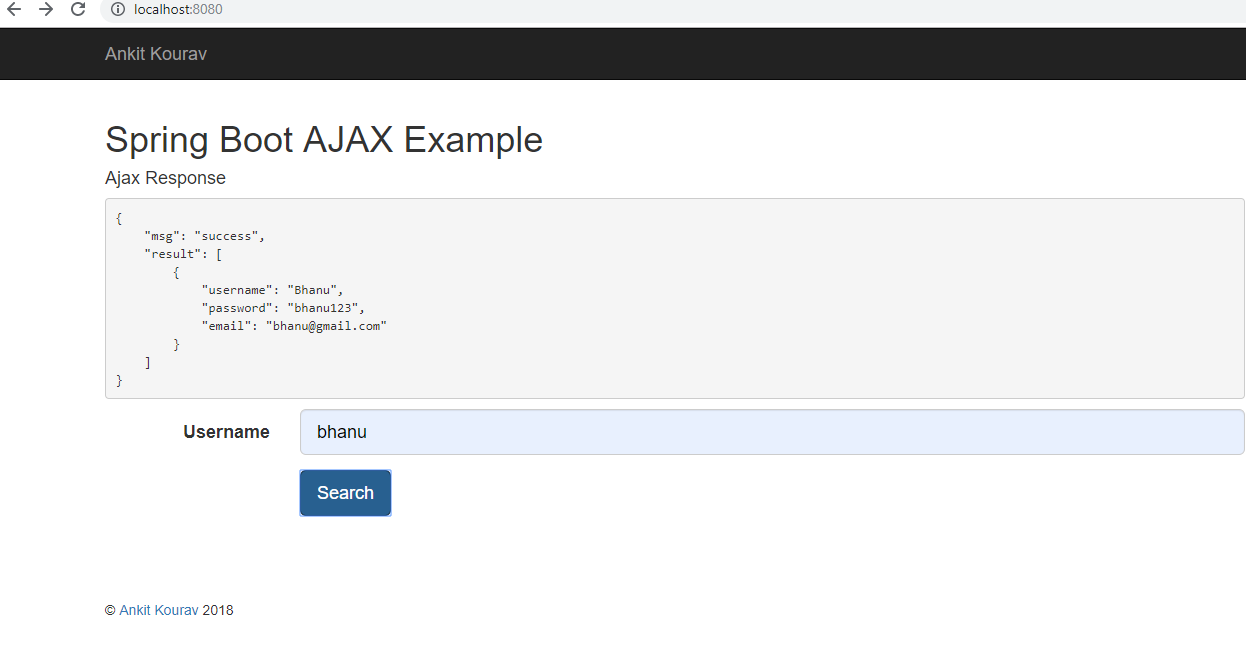 localhost:8080
Ankit Kourav
Spring Boot AJAX Example
Ajax Response
{
    "msg": "success",
    "result": [
        {
            "username": "Bhanu",
            "password": "bhanu123",
            "email": "bhanu@gmail.com"
        }
    ]
}
Username bhanu
Search
© Ankit Kourav 2018